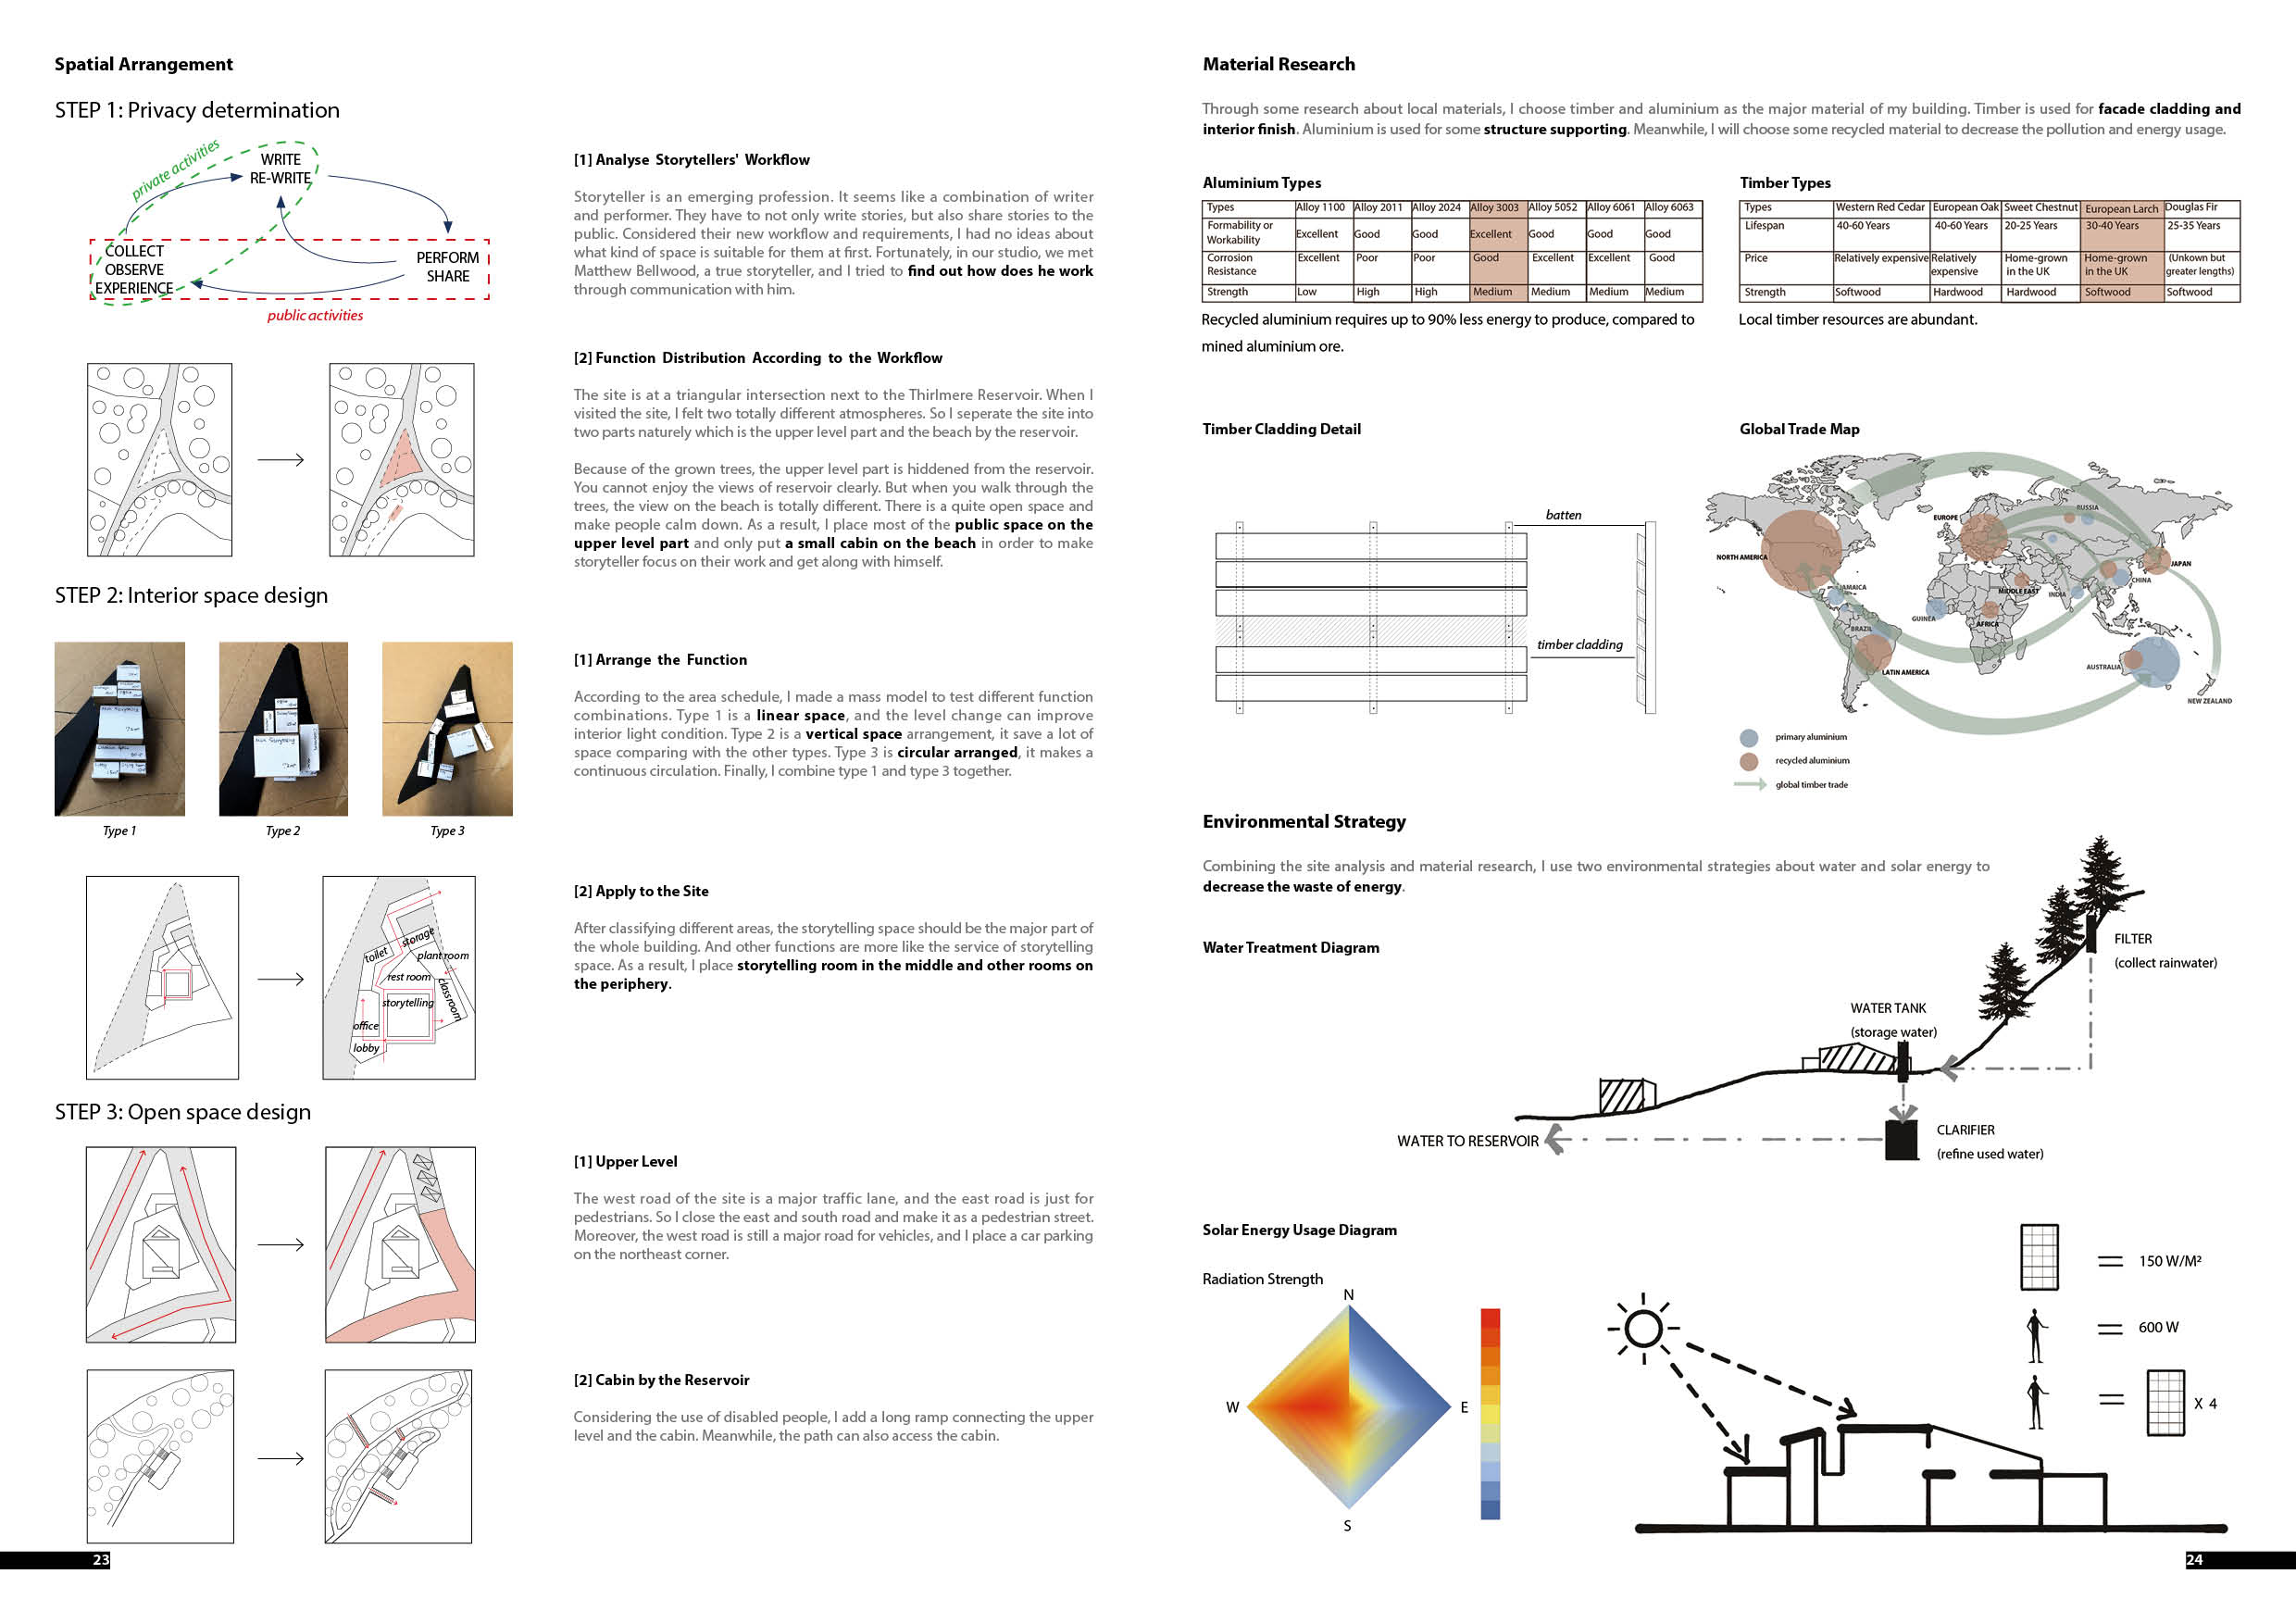 Spatial Arrangement
STEP 1: Privacy determination
private activities
WRITE
RE-WRITE
COLLECT
OBSERVE
EXPERIENCE
PERFORM
SHARE
public activities
[1] Analyse Storytellers' Workflow
Storyteller is an emerging profession. It seems like a combination of writer
and performer. They have to not only write stories, but also share stories to the
public. Considered their new workflow and requirements, I had no ideas about
what kind of space is suitable for them at first. Fortunately, in our studio, we met
Matthew Bellwood, a true storyteller, and I tried to find out how does he work
through communication with him.
[2] Function Distribution According to the Workflow
The site is at a triangular intersection next to the Thirlmere Reservoir. When I
visited the site, I felt two totally different atmospheres. So I seperate the site into
two parts naturely which is the upper level part and the beach by the reservoir.
Because of the grown trees, the upper level part is hiddened from the reservoir.
You cannot enjoy the views of reservoir clearly. But when you walk through the
trees, the view on the beach is totally different. There is a quite open space and
make people calm down. As a result, I place most of the public space on the
upper level part and only put a small cabin on the beach in order to make
storyteller focus on their work and get along with himself.
STEP 2: Interior space design
Type 1
Type 2
Type 3
[1] Arrange the Function
According to the area schedule, I made a mass model to test different function
combinations. Type 1 is a linear space, and the level change can improve
interior light condition. Type 2 is a vertical space arrangement, it save a lot of
space comparing with the other types. Type 3 is circular arranged, it makes a
continuous circulation. Finally, I combine type 1 and type 3 together.
toilet
storage
plant room
rest room
classroom
storytelling
office
lobby
[2] Apply to the Site
After classifying different areas, the storytelling space should be the major part of
the whole building. And other functions are more like the service of storytelling
space. As a result, I place storytelling room in the middle and other rooms on
the periphery.
STEP 3: Open space design
[1] Upper Level
The west road of the site is a major traffic lane, and the east road is just for
pedestrians. So I close the east and south road and make it as a pedestrian street.
Moreover, the west road is still a major road for vehicles, and I place a car parking
on the northeast corner.
[2] Cabin by the Reservoir
Considering the use of disabled people, I add a long ramp connecting the upper
level and the cabin. Meanwhile, the path can also access the cabin.
23
Material Research
Through some research about local materials, I choose timber and aluminium as the major material of my building. Timber is used for facade cladding and
interior finish. Aluminium is used for some structure supporting. Meanwhile, I will choose some recycled material to decrease the pollution and energy usage.
Aluminium Types
Types Alloy 1100 Alloy 2011 Alloy 2024 Alloy 3003 Alloy 5052 Alloy 6061 Alloy 6063
Formability or
Workability Excellent Good Good Excellent Good Good Good
Corrosion
Resistance Excellent Poor Poor Good Excellent Excellent Good
Strength Low High High Medium Medium Medium Medium
Recycled aluminium requires up to 90% less energy to produce, compared to
mined aluminium ore.
Timber Types
Types Western Red Cedar European Oak Sweet Chestnut European Larch Douglas Fir
Lifespan 40-60 Years 40-60 Years 20-25 Years 30-40 Years 25-35 Years
Price Relatively expensive Relatively Home-grown Home-grown (Unkown but
expensive in the UK in the UK greater lengths)
Strength Softwood Hardwood Hardwood Softwood Softwood
Local timber resources are abundant.
Timber Cladding Detail
batten
timber cladding
Global Trade Map
RUSSIA
EUROPE
NORTH AMERICA
JAPAN
CHINA
JAMAICA
MIDDLE EAST
INDIA
GUINEA
AFRICA
BRAZIL
AUSTRALIA
LATIN AMERICA
NEW ZEALAND
primary aluminium
recycled aluminium
global timber trade
Environmental Strategy
Combining the site analysis and material research, I use two environmental strategies about water and solar energy to
decrease the waste of energy.
Water Treatment Diagram
FILTER
(collect rainwater)
WATER TANK
(storage water)
CLARIFIER
(refine used water)
WATER TO RESERVOIR
Solar Energy Usage Diagram
Radiation Strength
N
W
E
S
150 W/M²
600 W
X 4
24